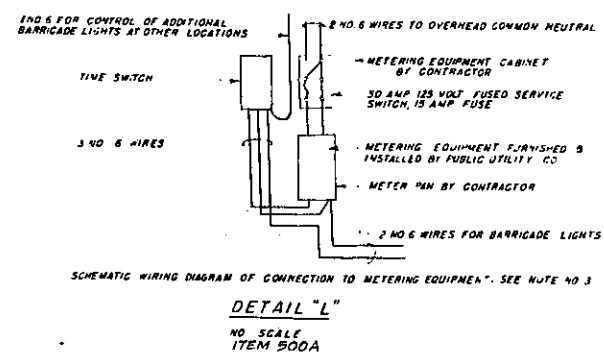 2 NO 6 FOR CONTROL OF ADDITIONAL
BARRICADE LIGHTS AT OTHER LOCATIONS
2 NO. 6 WIRES TO OVERHEAD COMMON NEUTRAL
METERING EQUIPMENT CABINET
BY CONTRACTOR
TIME SWITCH
30 AMP 125 VOLT FUSED SERVICE
SWITCH, 15 AMP FUSE
3 NO 6 WIRES
METERING EQUIPMENT FURNISHED &
INSTALLED BY PUBLIC UTILITY CO
METER PAN BY CONTRACTOR
2 NO 6 WIRES FOR BARRICADE LIGHTS
SCHEMATIC WIRING DIAGRAM OF CONNECTION TO METERING EQUIPMENT. SEE NOTE NO 3
DETAIL "L"
NO SCALE
ITEM 500A